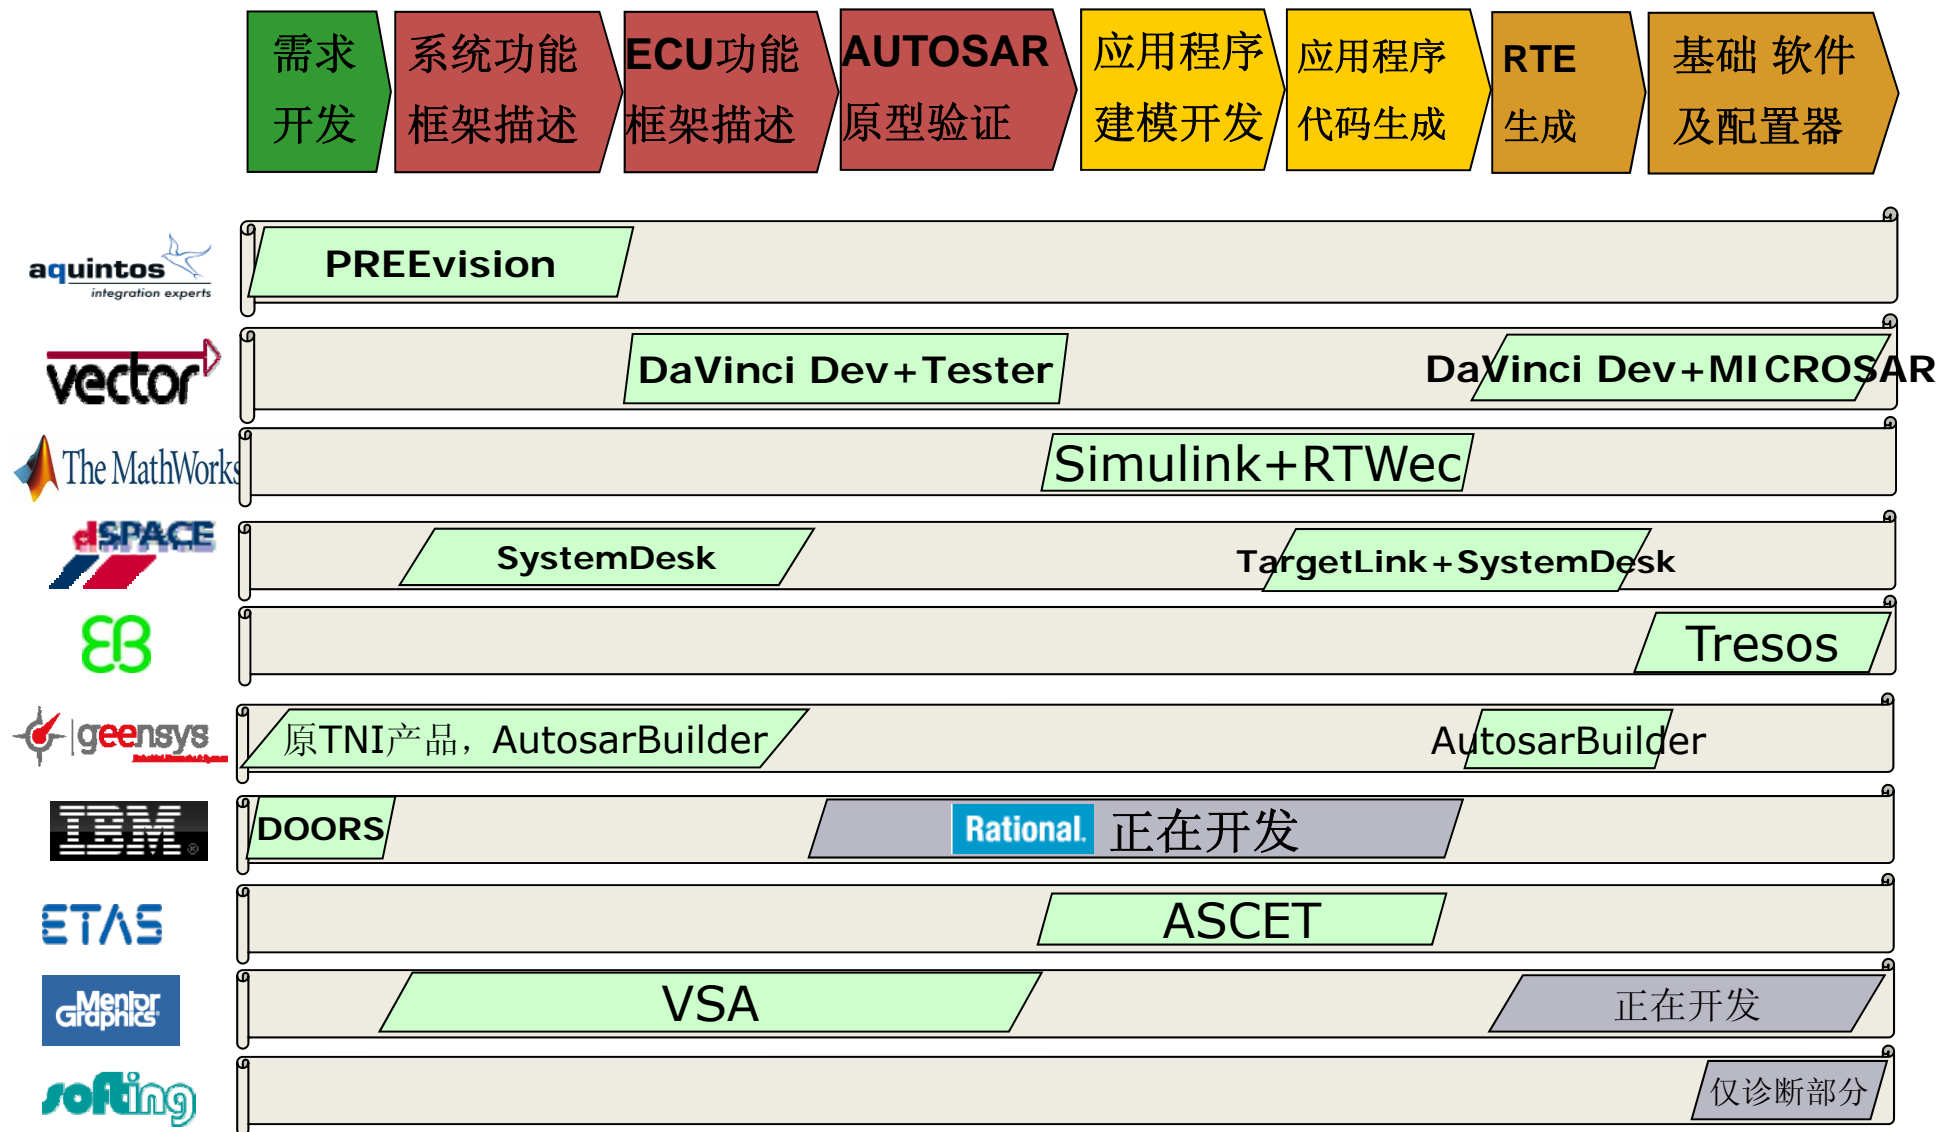 需求
开发
系统功能
框架描述
ECU功能
框架描述
AUTOSAR
原型验证
应用程序
建模开发
应用程序
代码生成
RTE
生成
基础 软件
及配置器
aquintos
integration experts
PREEvision
vector
DaVinci Dev+Tester
DaVinci Dev+MICROSAR
The MathWorks
Simulink+RTWec
dSPACE
SystemDesk
TargetLink+SystemDesk
EB
Tresos
geensys
原TNI产品，AutosarBuilder
AutosarBuilder
IBM®
DOORS
Rational. 正在开发
ETAS
ASCET
Mentor
Graphics
VSA
正在开发
softing
仅诊断部分